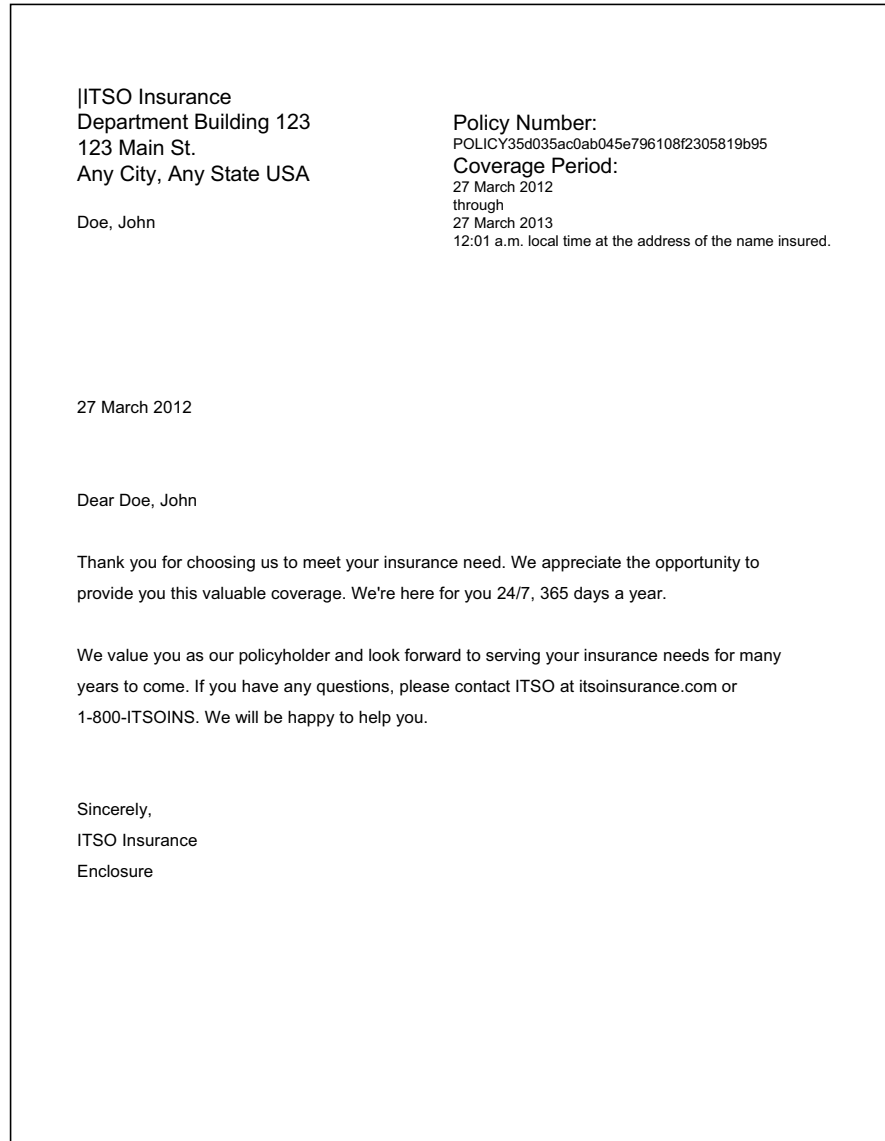 |ITSO Insurance
Department Building 123
123 Main St.
Any City, Any State USA
Doe, John
Policy Number:
POLICY35d035ac0ab045e796108f2305819b95
Coverage Period:
27 March 2012
through
27 March 2013
12:01 a.m. local time at the address of the name insured.
27 March 2012
Dear Doe, John
Thank you for choosing us to meet your insurance need. We appreciate the opportunity to
provide you this valuable coverage. We're here for you 24/7, 365 days a year.
We value you as our policyholder and look forward to serving your insurance needs for many
years to come. If you have any questions, please contact ITSO at itsoinsurance.com or
1-800-ITSOINS. We will be happy to help you.
Sincerely,
ITSO Insurance
Enclosure